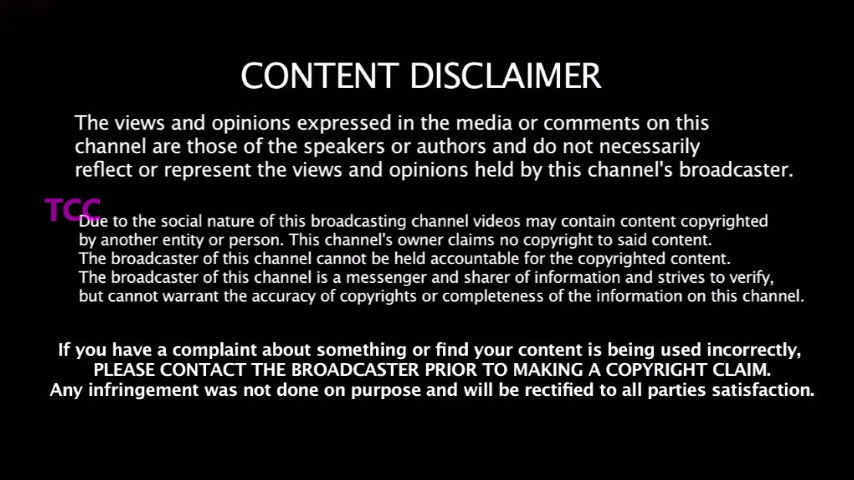 CONTENT DISCLAIMER
The views and opinions expressed in the media or comments on this
channel are those of the speakers or authors and do not necessarily
reflect or represent the views and opinions held by this channel's broadcaster.
TCC
Due to the social nature of this broadcasting channel videos may contain content copyrighted
by another entity or person. This channel's owner claims no copyright to said content.
The broadcaster of this channel cannot be held accountable for the copyrighted content.
The broadcaster of this channel is a messenger and sharer of information and strives to verify,
but cannot warrant the accuracy of copyrights or completeness of the information on this channel.
If you have a complaint about something or find your content is being used incorrectly,
PLEASE CONTACT THE BROADCASTER PRIOR TO MAKING A COPYRIGHT CLAIM.
Any infringement was not done on purpose and will be rectified to all parties satisfaction.